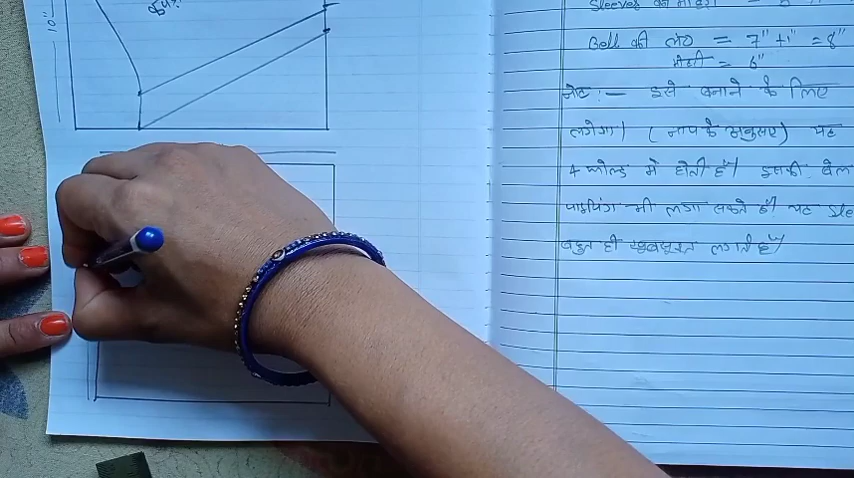 10"
कपड़ा
Sleeves की मोहरी
Bell की लंo = 7"+1" = 8"
मोहरी = 6"
नोट :- इसे बनाने के लिए
लगेगा। (नाप के अनुसार) यह
4 फोल्ड में होती हैं। इसकी बेल
पाइपिंग भी लगा सकते हैं। यह Sle
बहुत ही खूबसूरत लगती हैं।